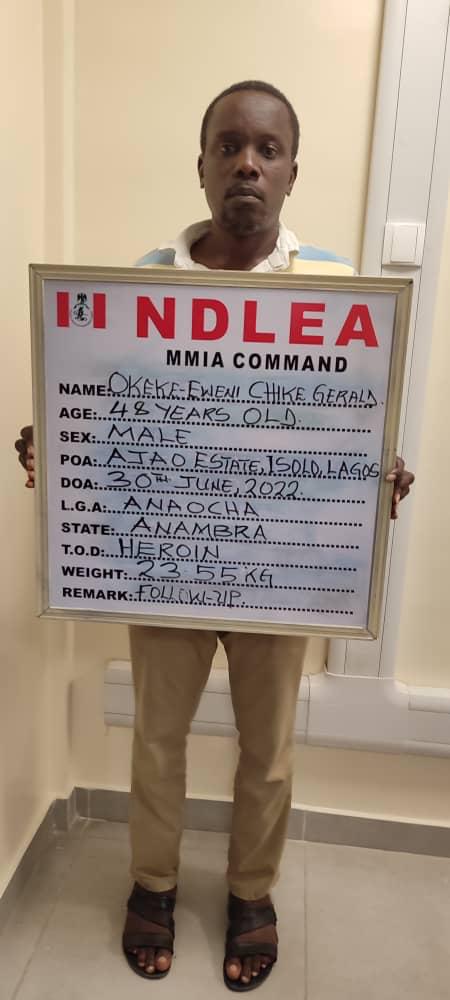 NDLEA
MMIA COMMAND
NAME: OKEKE-EWENI CHIKE GERALD.
AGE: 48 YEARS OLD.
SEX: MALE
POA: AJAO ESTATE, ISOLO, LAGOS
DOA: 30TH JUNE, 2022.
L.G.A: ANAOCHA
STATE: ANAMBRA
T.O.D: HEROIN
WEIGHT: 23.55KG
REMARK: FOLLOW-UP.